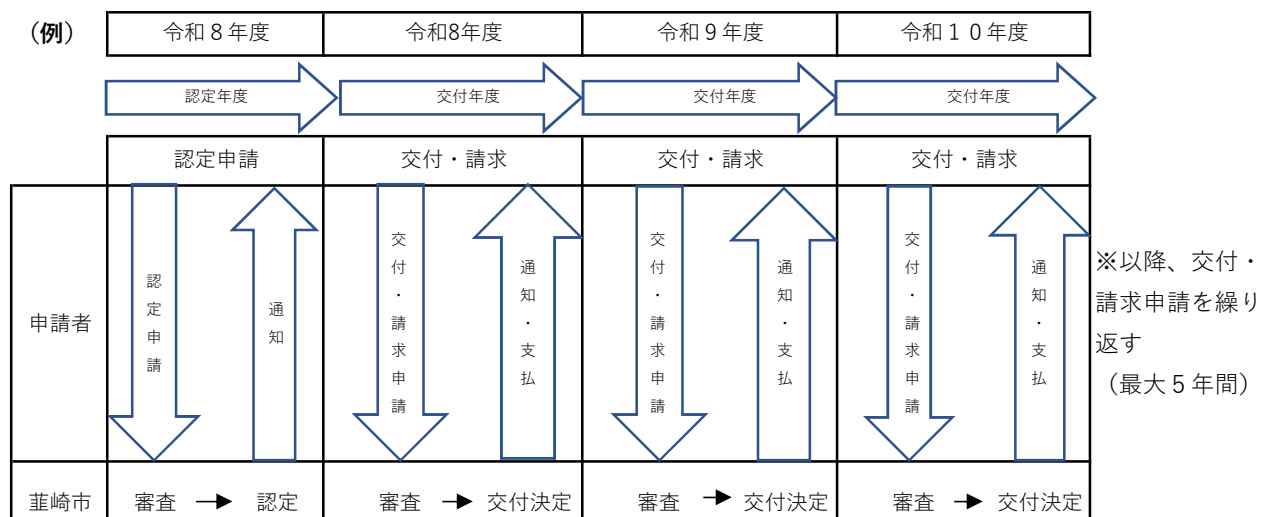 （例）
令和８年度
令和8年度
令和９年度
令和１０年度
認定年度
交付年度
交付年度
交付年度
認定申請
交付・請求
交付・請求
交付・請求
申請者
認定申請
通知
交付・請求申請
通知・支払
交付・請求申請
通知・支払
交付・請求申請
通知・支払
※以降、交付・
請求申請を繰り
返す
（最大５年間）
韮崎市
審査
認定
審査
交付決定
審査
交付決定
審査
交付決定